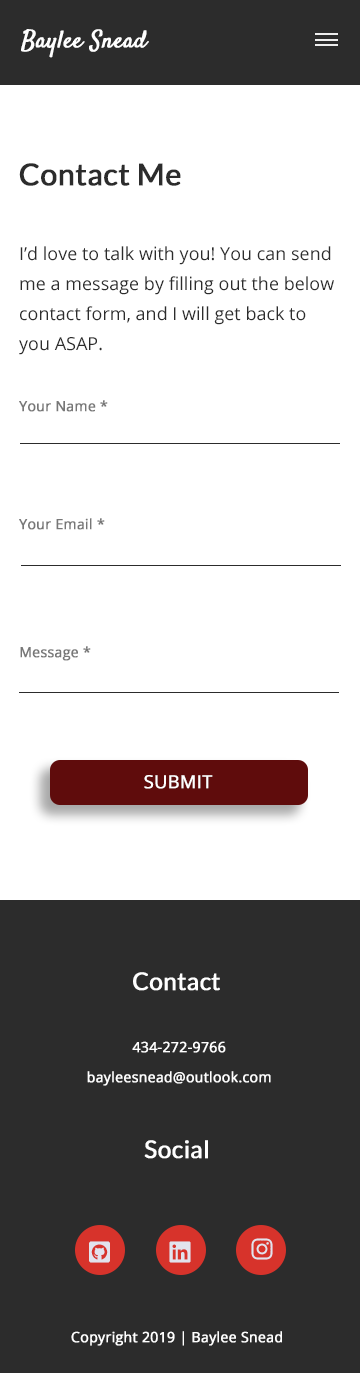 Baylee Snead
Contact Me
I’d love to talk with you! You can send
me a message by filling out the below
contact form, and I will get back to
you ASAP.
Your Name *
Your Email *
Message *
SUBMIT
Contact
434-272-9766
bayleesnead@outlook.com
Social
in
Copyright 2019 | Baylee Snead